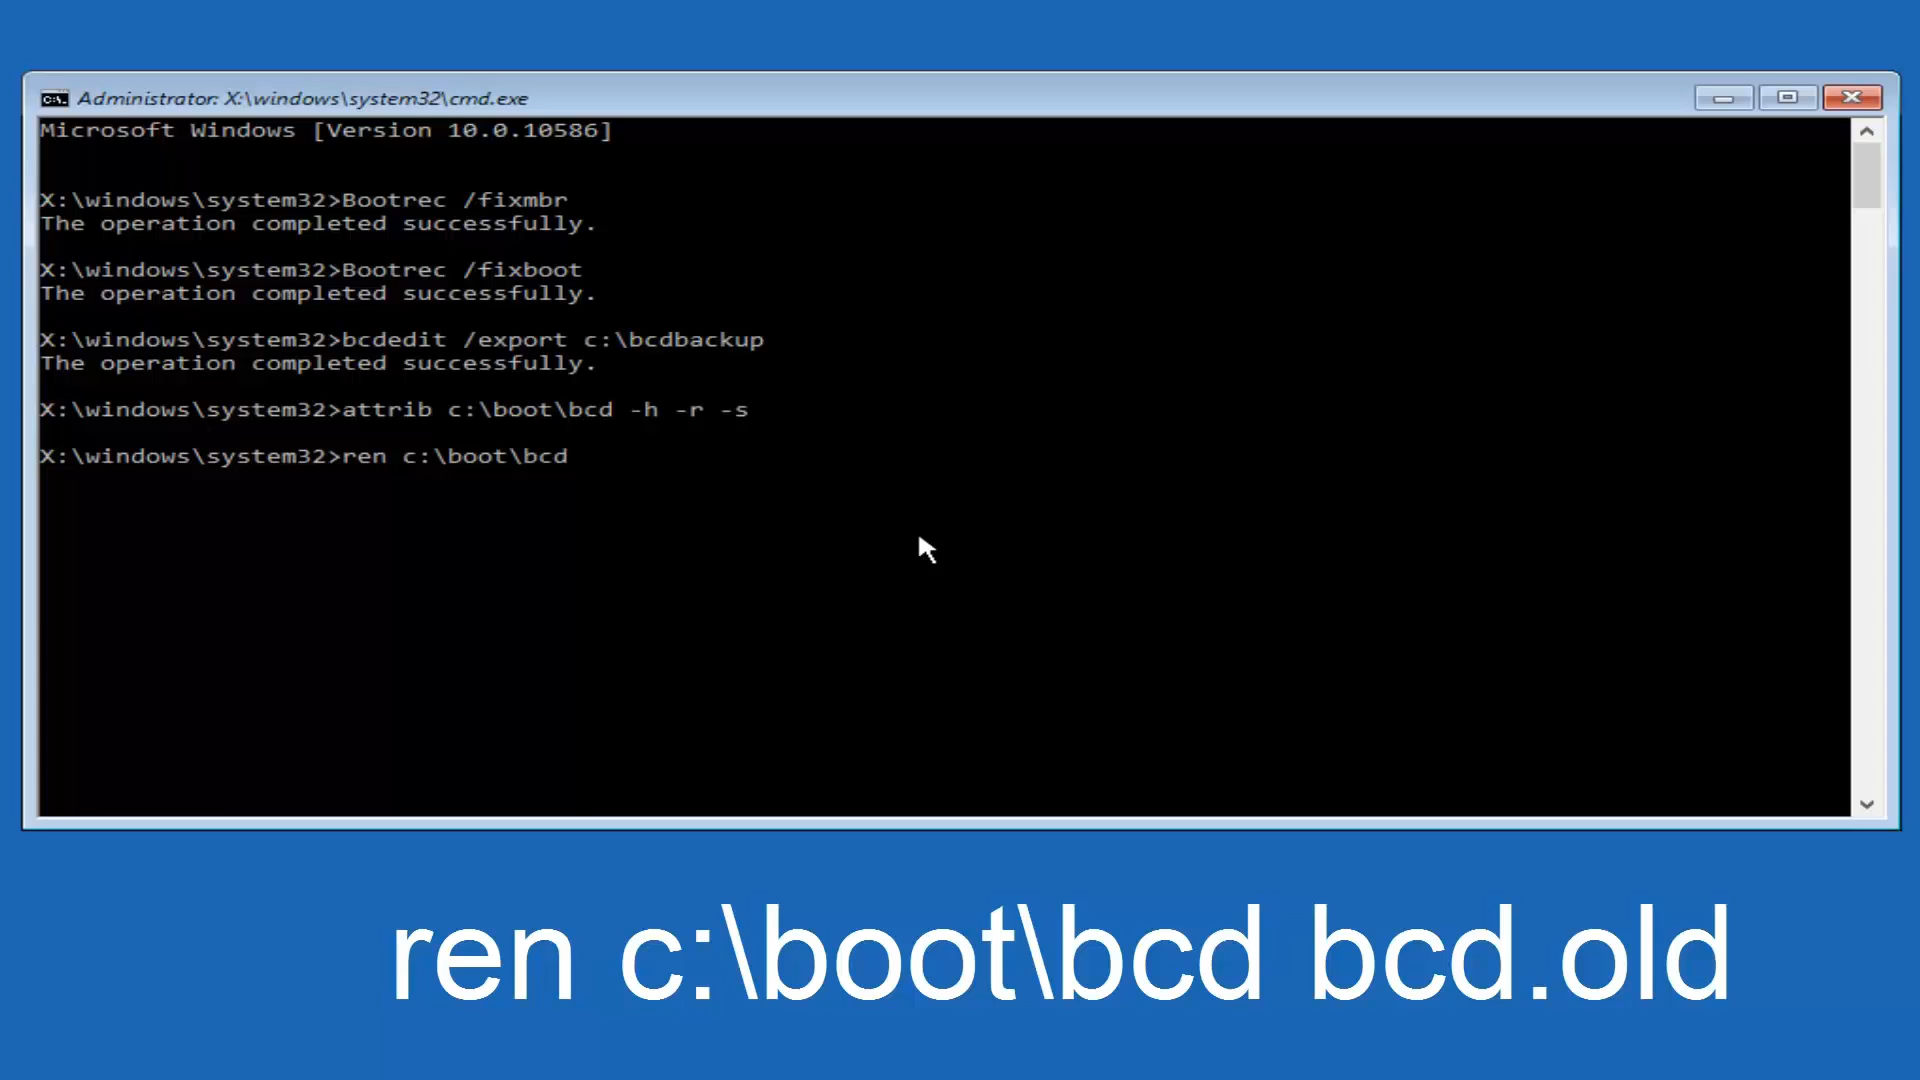 Administrator: X:\windows\system32\cmd.exe
Microsoft Windows [Version 10.0.10586]
X:\windows\system32>Bootrec /fixmbr
The operation completed successfully.
X:\windows\system32>Bootrec /fixboot
The operation completed successfully.
X:\windows\system32>bcdedit /export c:\bcdbackup
The operation completed successfully.
X:\windows\system32>attrib c:\boot\bcd -h -r -s
X:\windows\system32>ren c:\boot\bcd
ren c:\boot\bcd bcd.old